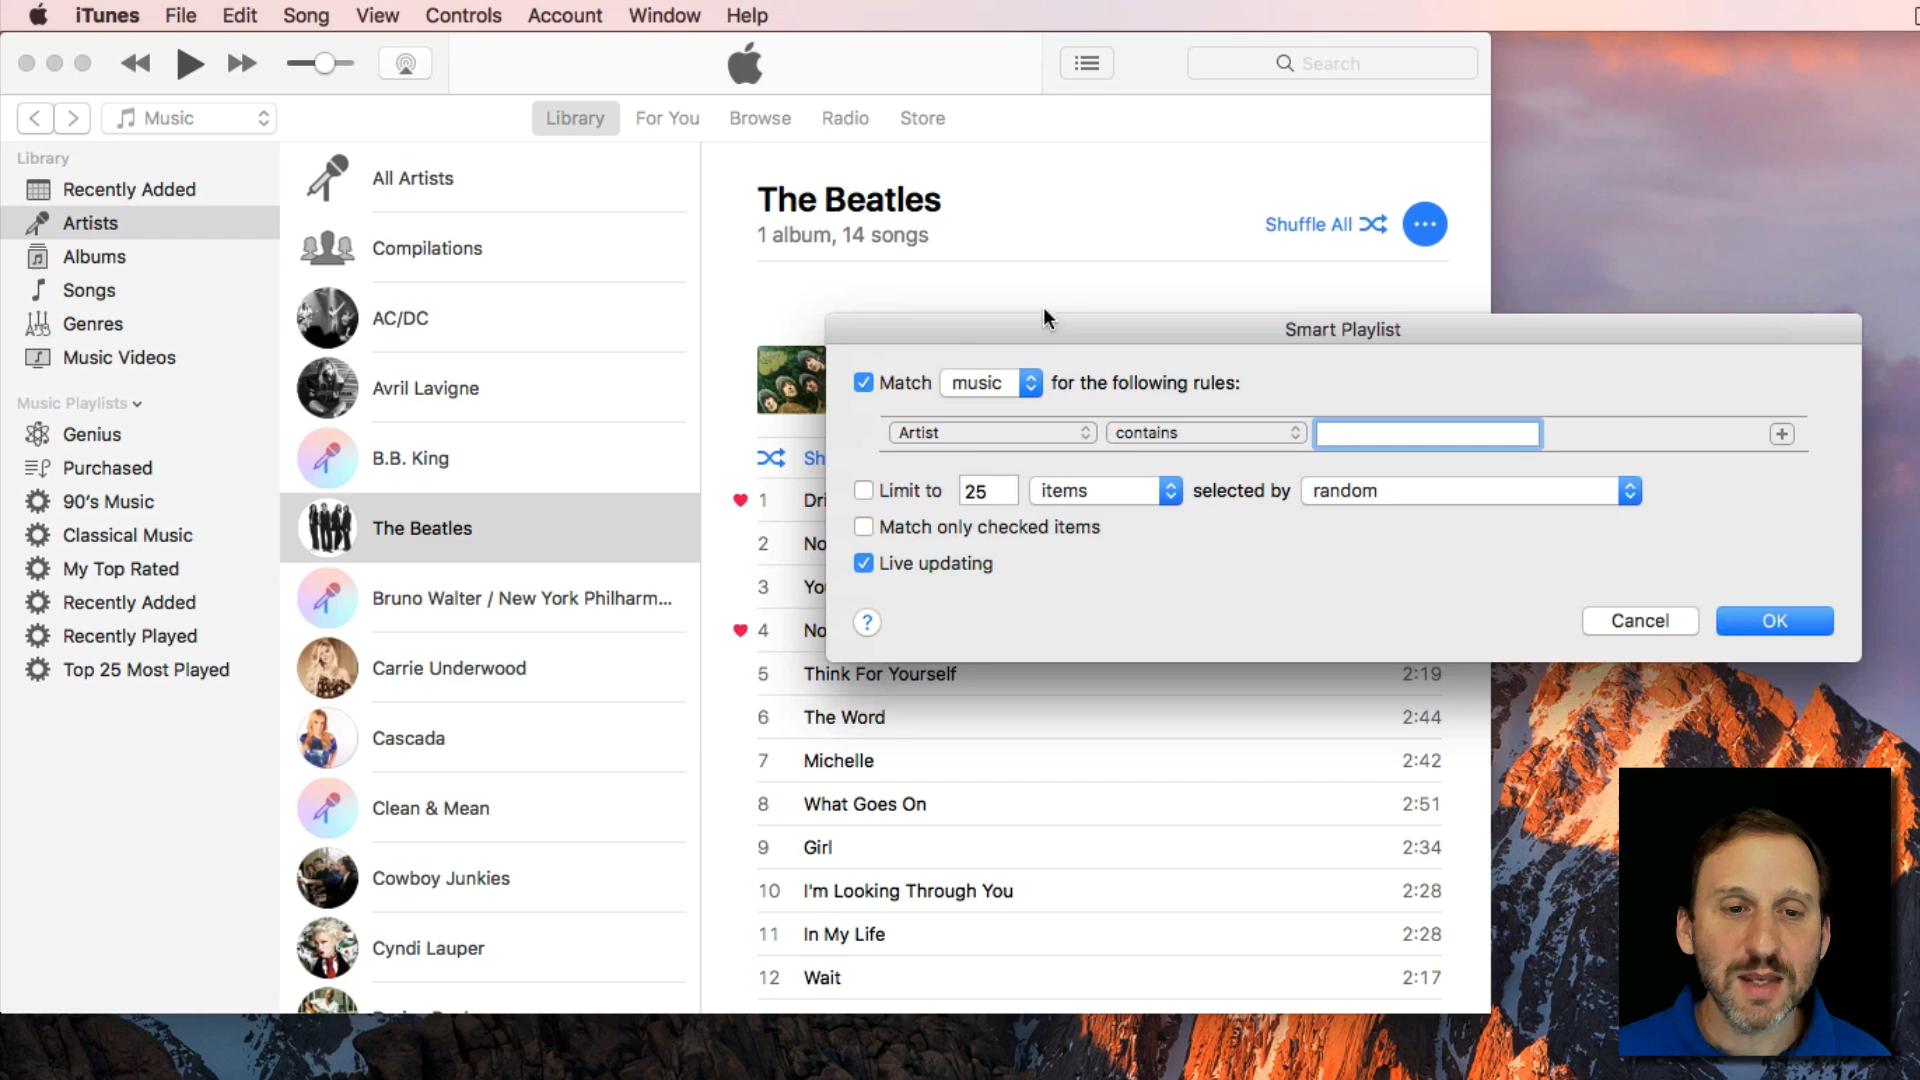 iTunes File Edit Song View Controls Account Window Help
Search
Music
Library For You Browse Radio Store
Library
Recently Added
Artists
Albums
Songs
Genres
Music Videos
Music Playlists
Genius
Purchased
90's Music
Classical Music
My Top Rated
Recently Added
Recently Played
Top 25 Most Played
All Artists
Compilations
AC/DC
Avril Lavigne
B.B. King
The Beatles
Bruno Walter / New York Philharm...
Carrie Underwood
Cascada
Clean & Mean
Cowboy Junkies
Cyndi Lauper
The Beatles
1 album, 14 songs
Shuffle All
Smart Playlist
Match music for the following rules:
Artist contains
Limit to 25 items selected by random
Match only checked items
Live updating
?
Cancel OK
Sh
1 Dri
2 No
3 You
4 No
5 Think For Yourself 2:19
6 The Word 2:44
7 Michelle 2:42
8 What Goes On 2:51
9 Girl 2:34
10 I'm Looking Through You 2:28
11 In My Life 2:28
12 Wait 2:17